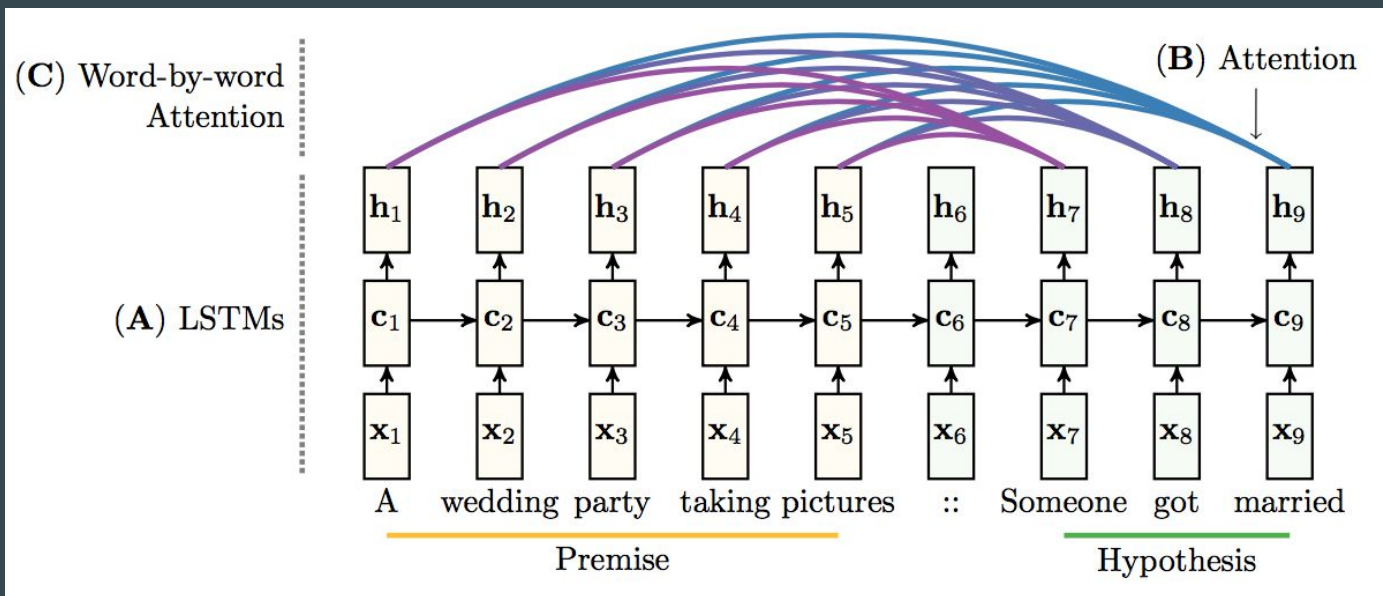 (C) Word-by-word
Attention
(B) Attention
h₁ h₂ h₃ h₄ h₅ h₆ h₇ h₈ h₉
(A) LSTMs
c₁ c₂ c₃ c₄ c₅ c₆ c₇ c₈ c₉
x₁ x₂ x₃ x₄ x₅ x₆ x₇ x₈ x₉
A wedding party taking pictures :: Someone got married
Premise Hypothesis